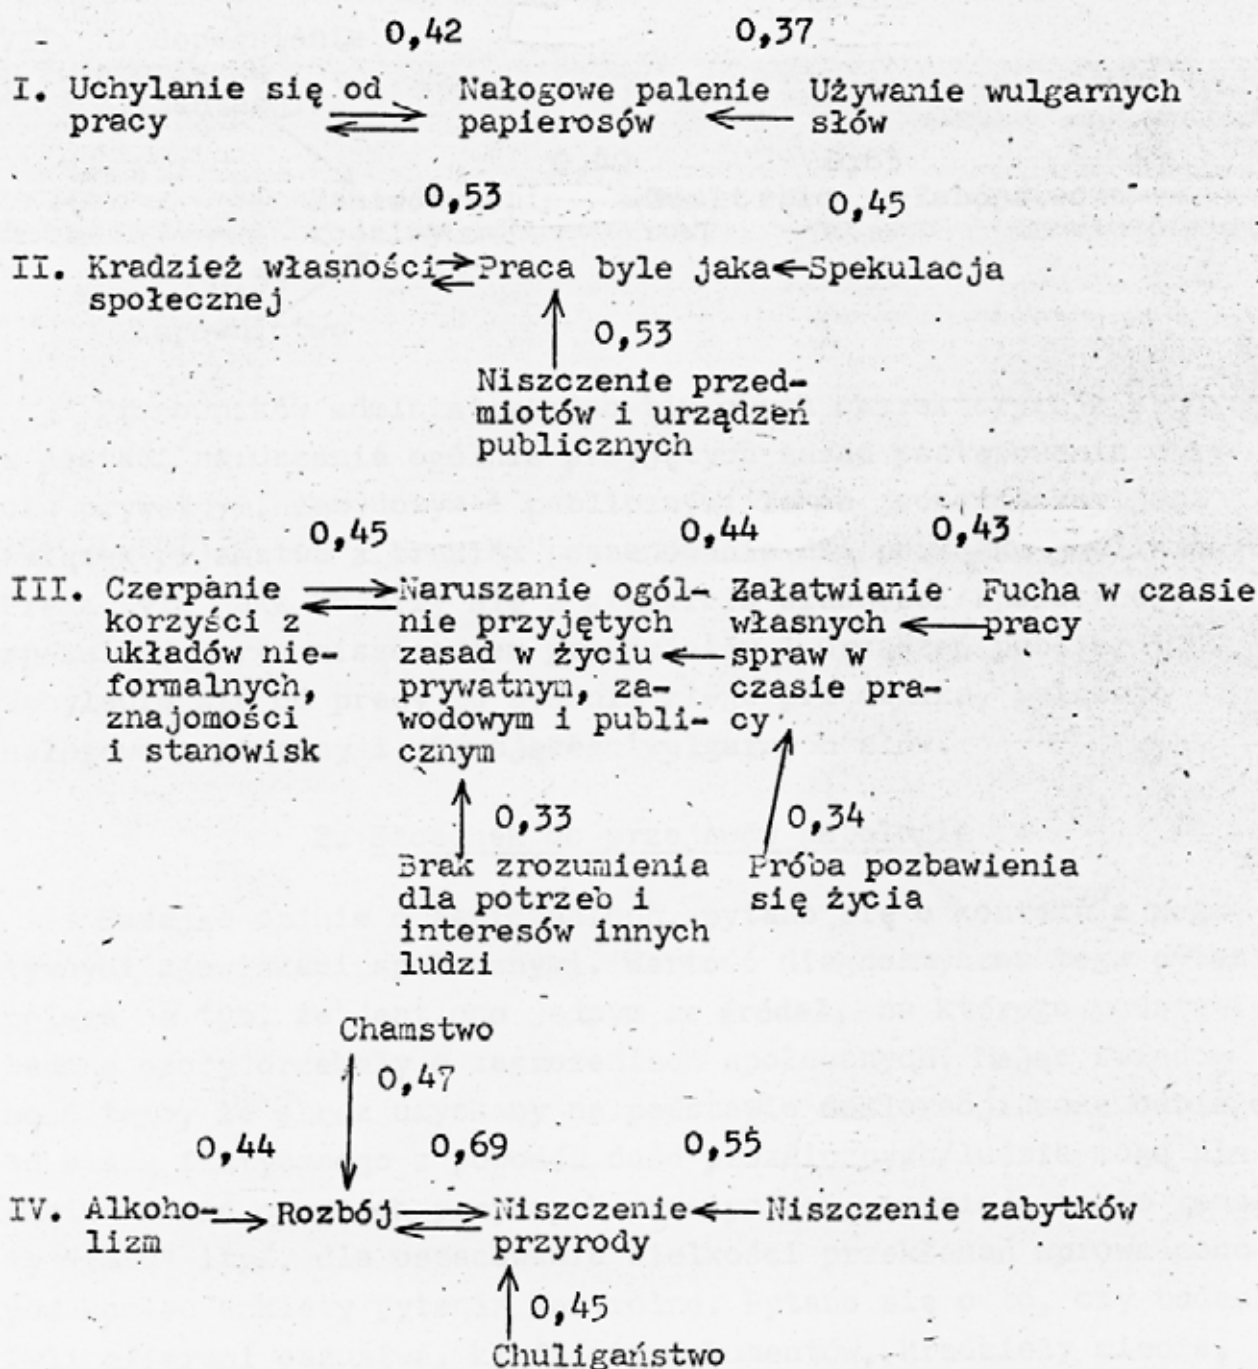 0,42 0,37
I. Uchylanie się od Nałogowe palenie Używanie wulgarnych
pracy papierosów słów
0,53 0,45
II. Kradzież własności Praca byle jaka Spekulacja
społecznej
0,53
Niszczenie przed-
miotów i urządzeń
publicznych
0,45 0,44 0,43
III. Czerpanie Naruszanie ogól- Załatwianie Fucha w czasie
korzyści z nie przyjętych własnych pracy
układów nie- zasad w życiu spraw w
formalnych, prywatnym, za- czasie pra-
znajomości wodowym i publi- cy
i stanowisk cznym
0,33 0,34
Brak zrozumienia Próba pozbawienia
dla potrzeb i się życia
interesów innych
ludzi
Chamstwo
0,47
0,44 0,69 0,55
IV. Alkoho- Rozbój Niszczenie Niszczenie zabytków
lizm przyrody
0,45
Chuligaństwo